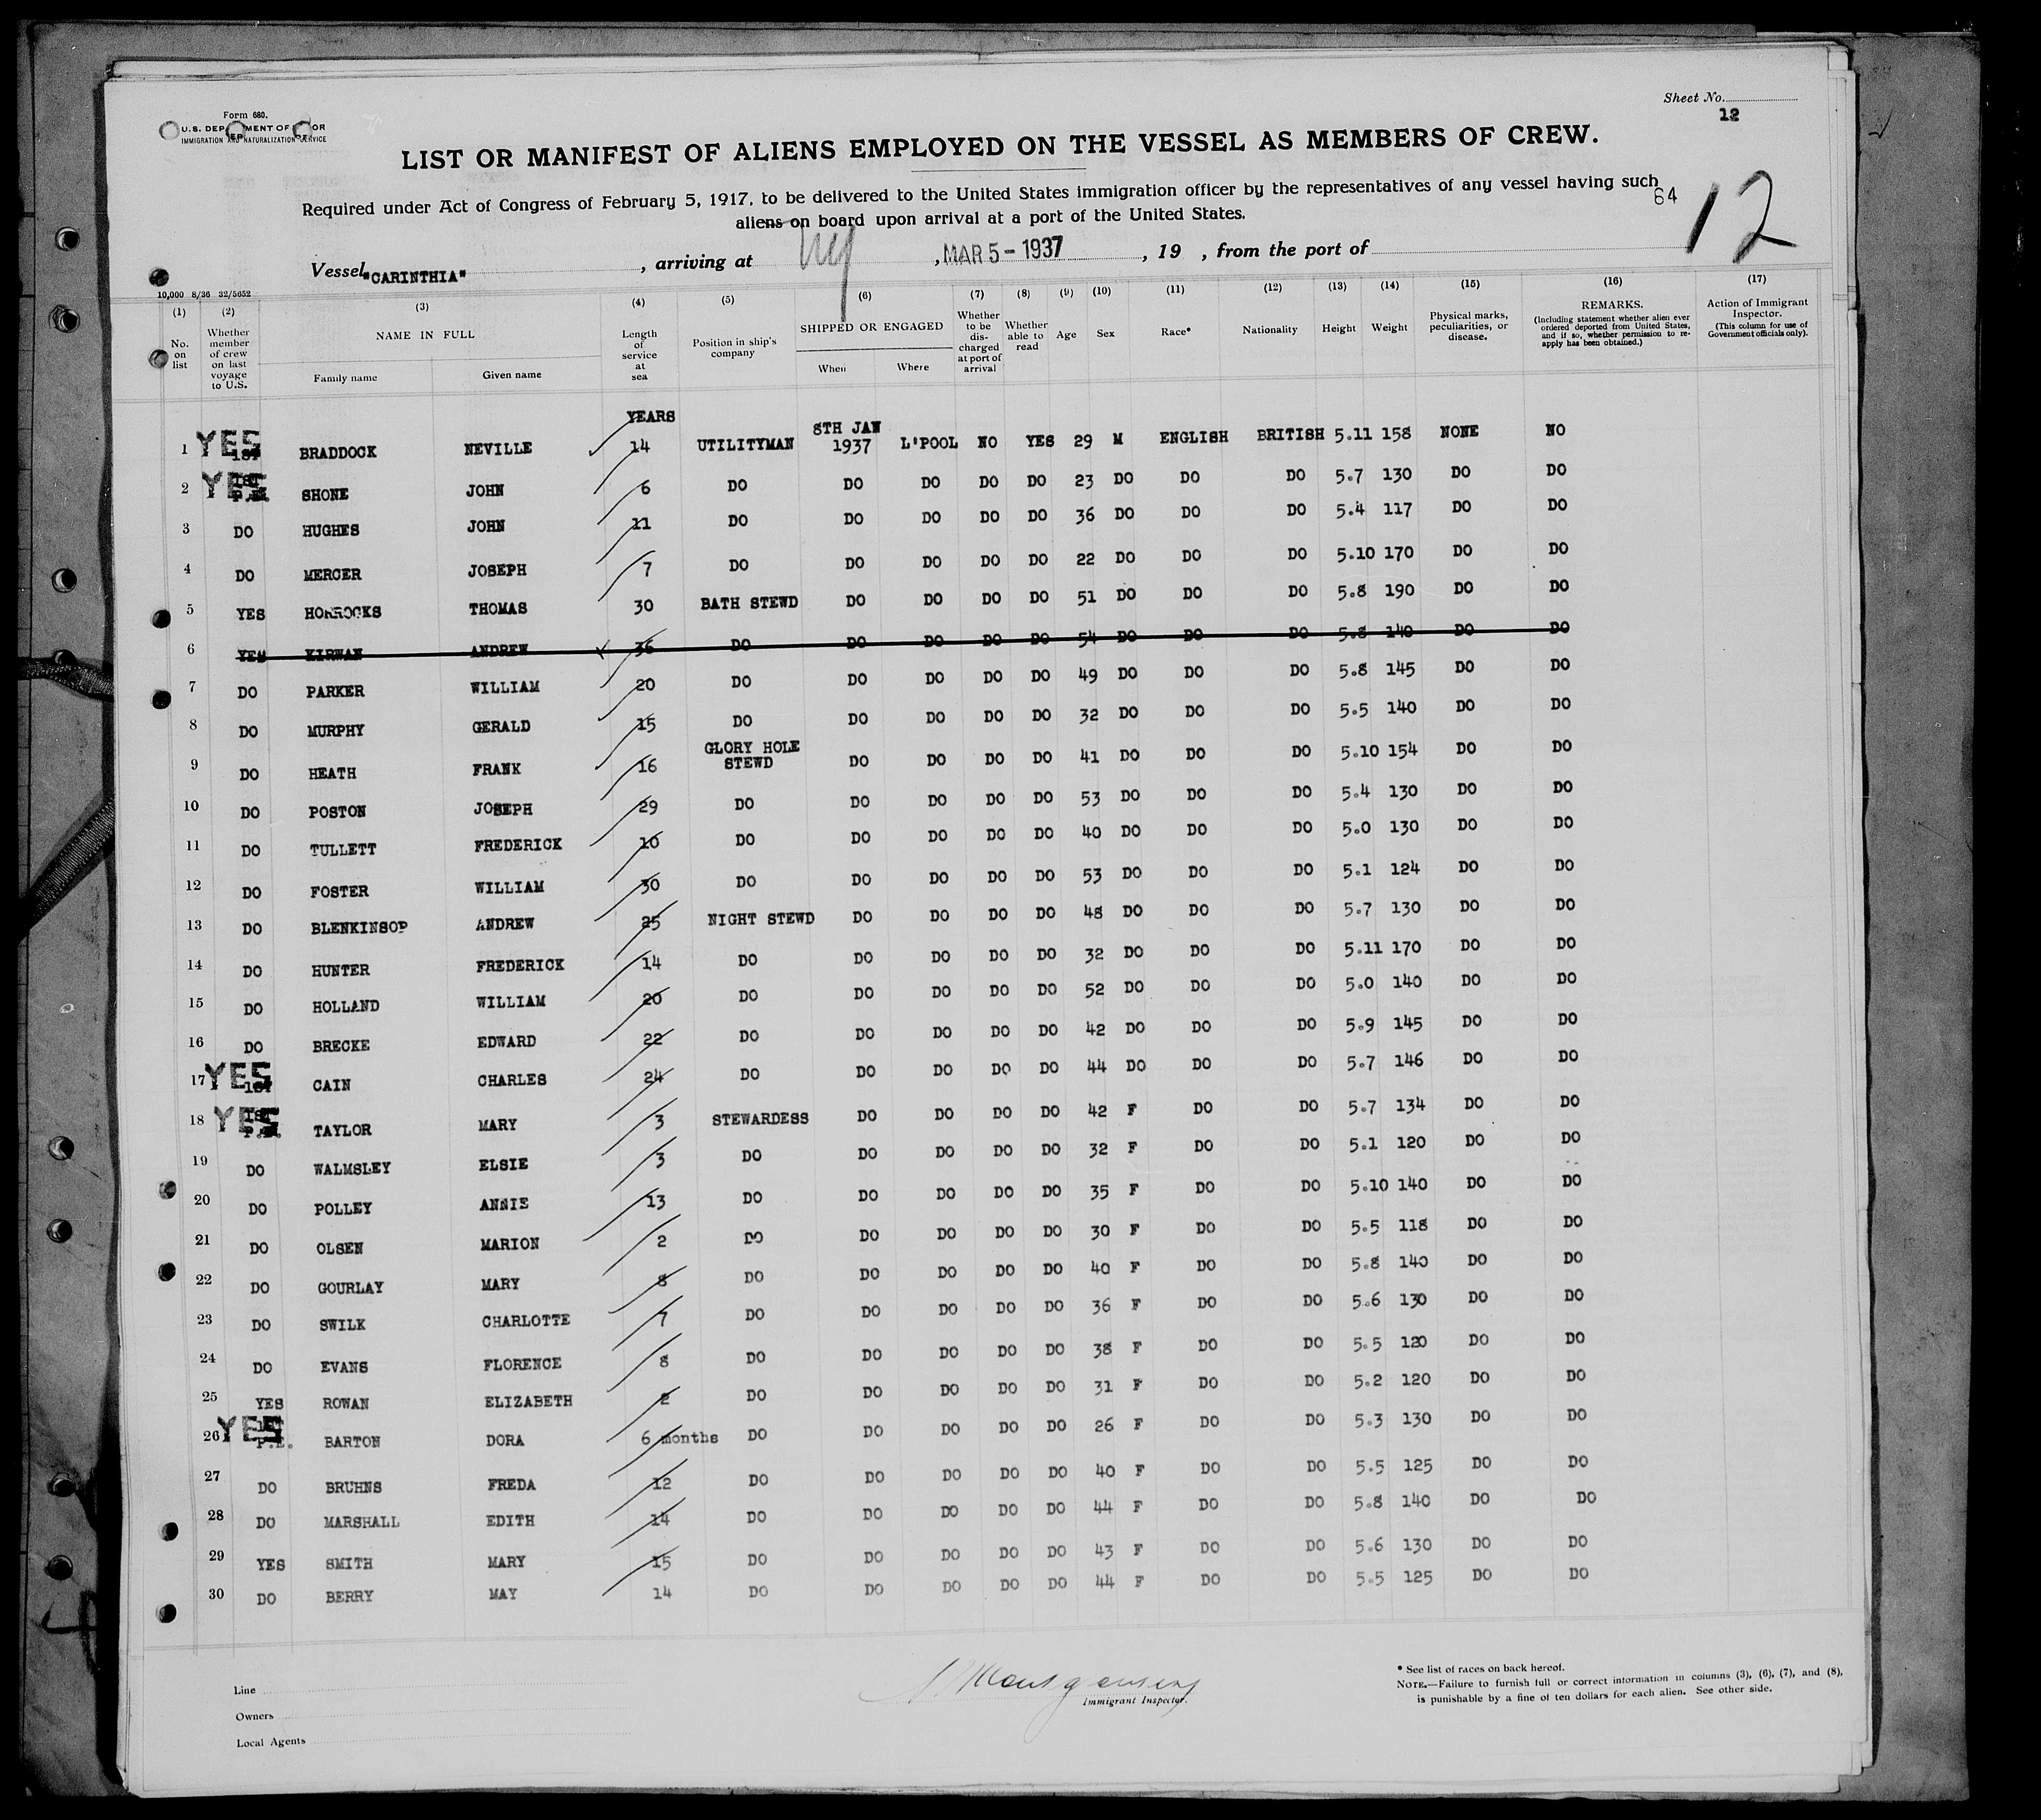 Sheet No.
12
Form 680.
U.S. DEPARTMENT OF LABOR
IMMIGRATION AND NATURALIZATION SERVICE
LIST OR MANIFEST OF ALIENS EMPLOYED ON THE VESSEL AS MEMBERS OF CREW.
Required under Act of Congress of February 5, 1917, to be delivered to the United States immigration officer by the representatives of any vessel having such
aliens on board upon arrival at a port of the United States.
64
12
Vessel "CARINTHIA" , arriving at NY , MAR 5 - 1937 , 19 , from the port of
10,000 8/36 32/5652
(1) (2) (3) (4) (5) (6) (7) (8) (9) (10) (11) (12) (13) (14) (15) (16) (17)
No. on list Whether member of crew on last voyage to U.S. NAME IN FULL Family name Given name Length of service at sea Position in ship's company SHIPPED OR ENGAGED When Where Whether to be discharged at port of arrival Whether able to read Age Sex Race* Nationality Height Weight Physical marks, peculiarities, or disease. REMARKS. (Including statement whether alien ever ordered deported from United States, and if so, whether permission to reapply has been obtained.) Action of Immigrant Inspector. (This column for use of Government officials only).
YEARS
8TH JAN
1 YES BRADDOCK NEVILLE 14 UTILITYMAN 1937 L'POOL NO YES 29 M ENGLISH BRITISH 5.11 158 NONE NO
2 YES SHONE JOHN 6 DO DO DO DO DO 23 DO DO DO 5.7 130 DO DO
3 DO HUGHES JOHN 11 DO DO DO DO DO 36 DO DO DO 5.4 117 DO DO
4 DO MERCER JOSEPH 7 DO DO DO DO DO 22 DO DO DO 5.10 170 DO DO
5 YES HORROCKS THOMAS 30 BATH STEWD DO DO DO DO 51 DO DO DO 5.8 190 DO DO
6 YES KIRWAN ANDREW 36 DO DO DO DO DO 54 DO DO DO 5.8 140 DO DO
7 DO PARKER WILLIAM 20 DO DO DO DO DO 49 DO DO DO 5.8 145 DO DO
8 DO MURPHY GERALD 15 DO DO DO DO DO 32 DO DO DO 5.5 140 DO DO
9 DO HEATH FRANK 16 GLORY HOLE STEWD DO DO DO DO 41 DO DO DO 5.10 154 DO DO
10 DO POSTON JOSEPH 29 DO DO DO DO DO 53 DO DO DO 5.4 130 DO DO
11 DO TULLETT FREDERICK 10 DO DO DO DO DO 40 DO DO DO 5.0 130 DO DO
12 DO FOSTER WILLIAM 30 DO DO DO DO DO 53 DO DO DO 5.1 124 DO DO
13 DO BLENKINSOP ANDREW 25 NIGHT STEWD DO DO DO DO 48 DO DO DO 5.7 130 DO DO
14 DO HUNTER FREDERICK 14 DO DO DO DO DO 32 DO DO DO 5.11 170 DO DO
15 DO HOLLAND WILLIAM 20 DO DO DO DO DO 52 DO DO DO 5.0 140 DO DO
16 DO BRECKE EDWARD 22 DO DO DO DO DO 42 DO DO DO 5.9 145 DO DO
17 YES CAIN CHARLES 24 DO DO DO DO DO 44 DO DO DO 5.7 146 DO DO
18 YES TAYLOR MARY 3 STEWARDESS DO DO DO DO 42 F DO DO 5.7 134 DO DO
19 DO WALMSLEY ELSIE 3 DO DO DO DO DO 32 F DO DO 5.1 120 DO DO
20 DO POLLEY ANNIE 13 DO DO DO DO DO 35 F DO DO 5.10 140 DO DO
21 DO OLSEN MARION 2 DO DO DO DO DO 30 F DO DO 5.5 118 DO DO
22 DO GOURLAY MARY 8 DO DO DO DO DO 40 F DO DO 5.8 140 DO DO
23 DO SWILK CHARLOTTE 7 DO DO DO DO DO 36 F DO DO 5.6 130 DO DO
24 DO EVANS FLORENCE 8 DO DO DO DO DO 38 F DO DO 5.5 120 DO DO
25 YES ROWAN ELIZABETH 2 DO DO DO DO DO 31 F DO DO 5.2 120 DO DO
26 YES P.E. BARTON DORA 6 months DO DO DO DO DO 26 F DO DO 5.3 130 DO DO
27 DO BRUHNS FREDA 12 DO DO DO DO DO 40 F DO DO 5.5 125 DO DO
28 DO MARSHALL EDITH 14 DO DO DO DO DO 44 F DO DO 5.8 140 DO DO
29 YES SMITH MARY 15 DO DO DO DO DO 43 F DO DO 5.6 130 DO DO
30 DO BERRY MAY 14 DO DO DO DO DO 44 F DO DO 5.5 125 DO DO
Line
Owners
Local Agents
Immigrant Inspector.
* See list of races on back hereof.
NOTE.—Failure to furnish full or correct information in columns (3), (6), (7), and (8),
is punishable by a fine of ten dollars for each alien. See other side.